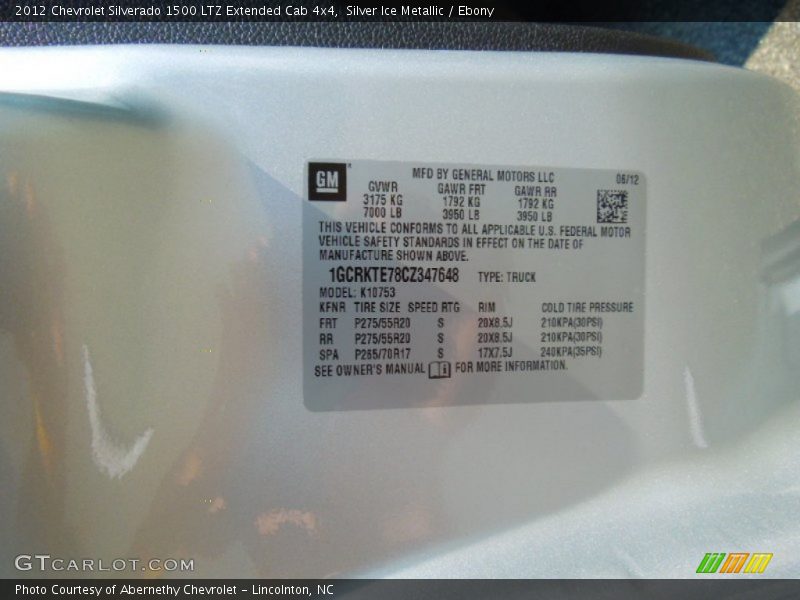 2012 Chevrolet Silverado 1500 LTZ Extended Cab 4x4, Silver Ice Metallic / Ebony
GM
MFD BY GENERAL MOTORS LLC 06/12
GVWR GAWR FRT GAWR RR
3175 KG 1792 KG 1792 KG
7000 LB 3950 LB 3950 LB
THIS VEHICLE CONFORMS TO ALL APPLICABLE U.S. FEDERAL MOTOR
VEHICLE SAFETY STANDARDS IN EFFECT ON THE DATE OF
MANUFACTURE SHOWN ABOVE.
1GCRKTE78CZ347648 TYPE: TRUCK
MODEL: K10753
KFNR TIRE SIZE SPEED RTG RIM COLD TIRE PRESSURE
FRT P275/55R20 S 20X8.5J 210KPA(30PSI)
RR P275/55R20 S 20X8.5J 210KPA(30PSI)
SPA P265/70R17 S 17X7.5J 240KPA(35PSI)
SEE OWNER'S MANUAL FOR MORE INFORMATION.
GTCARLOT.COM
Photo Courtesy of Abernethy Chevrolet – Lincolnton, NC